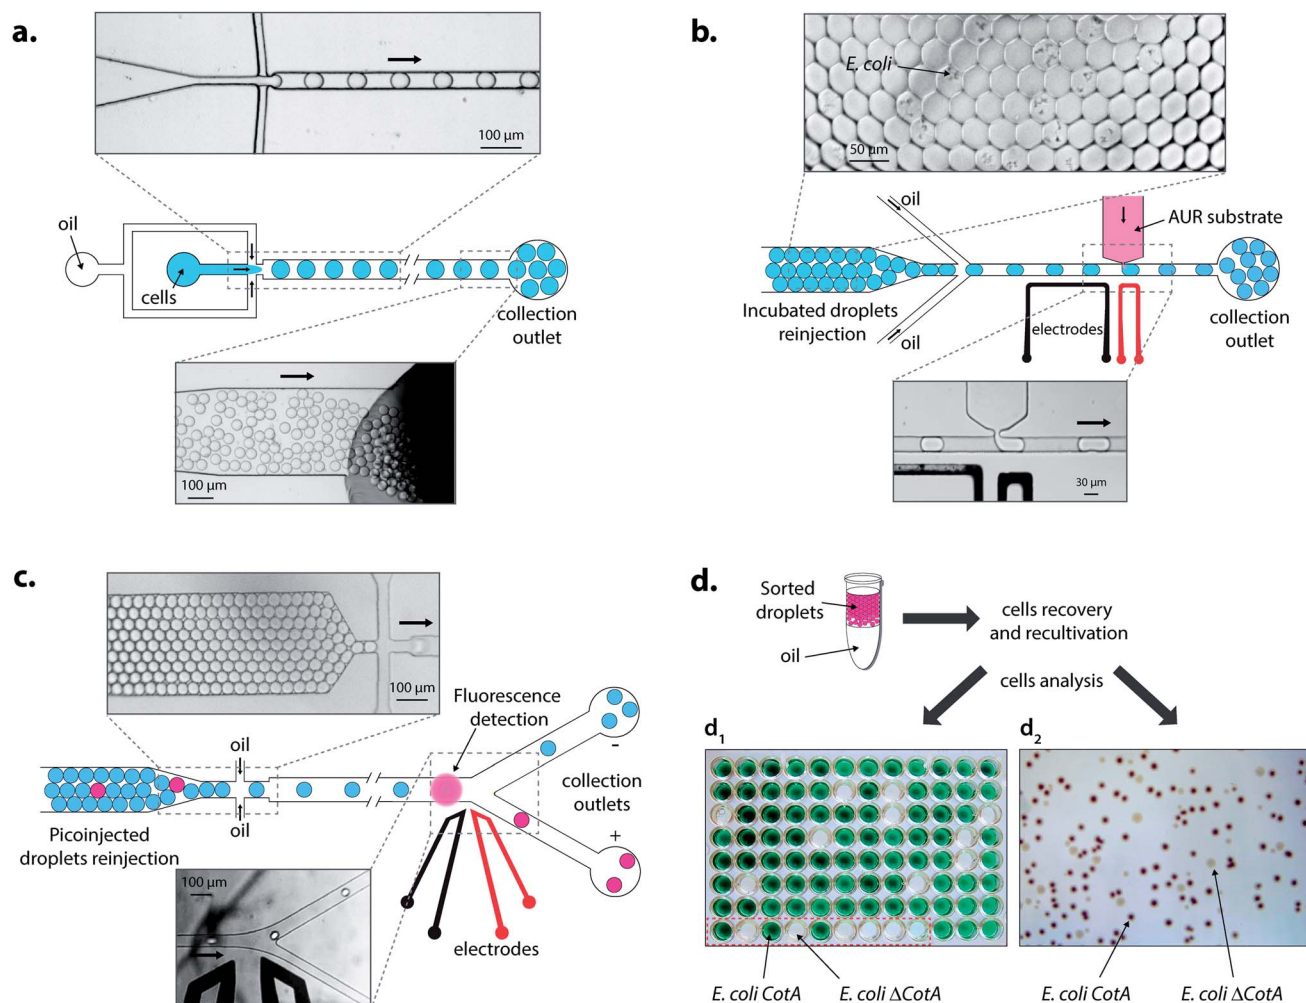 a.
100 µm
oil
cells
collection
outlet
100 µm
b.
E. coli
50 µm
oil
AUR substrate
Incubated droplets
reinjection
oil
electrodes
collection
outlet
30 µm
c.
100 µm
Fluorescence
detection
oil
-
collection
outlets
oil
+
Picoinjected
droplets reinjection
100 µm
electrodes
d.
Sorted
droplets
oil
cells recovery
and recultivation
cells analysis
d1
d2
E. coli CotA
E. coli ΔCotA
E. coli CotA
E. coli ΔCotA